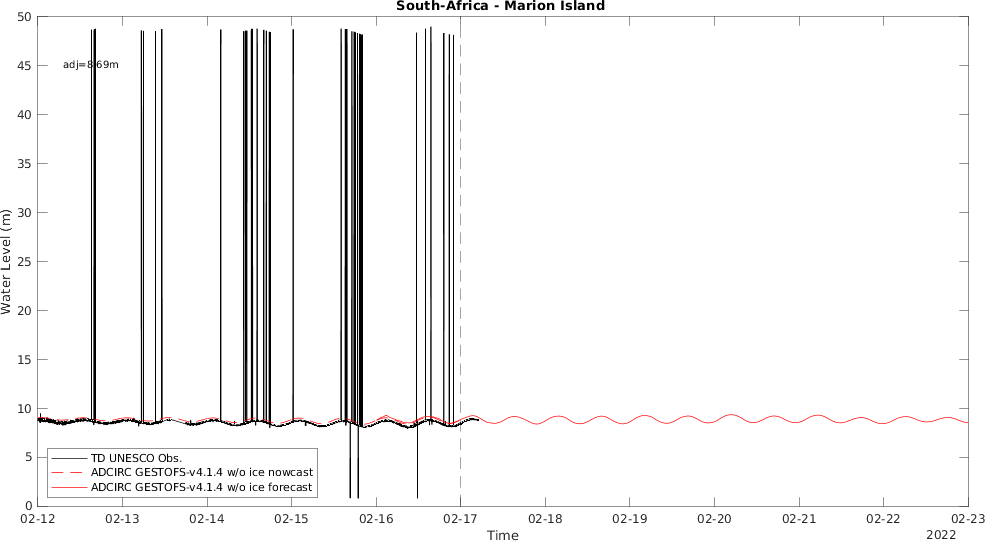 South-Africa - Marion Island
50
45
40
35
30
25
20
15
10
5
0
Water Level (m)
adj=8.69m
TD UNESCO Obs.
ADCIRC GESTOFS-v4.1.4 w/o ice nowcast
ADCIRC GESTOFS-v4.1.4 w/o ice forecast
02-12 02-13 02-14 02-15 02-16 02-17 02-18 02-19 02-20 02-21 02-22 02-23
Time
2022